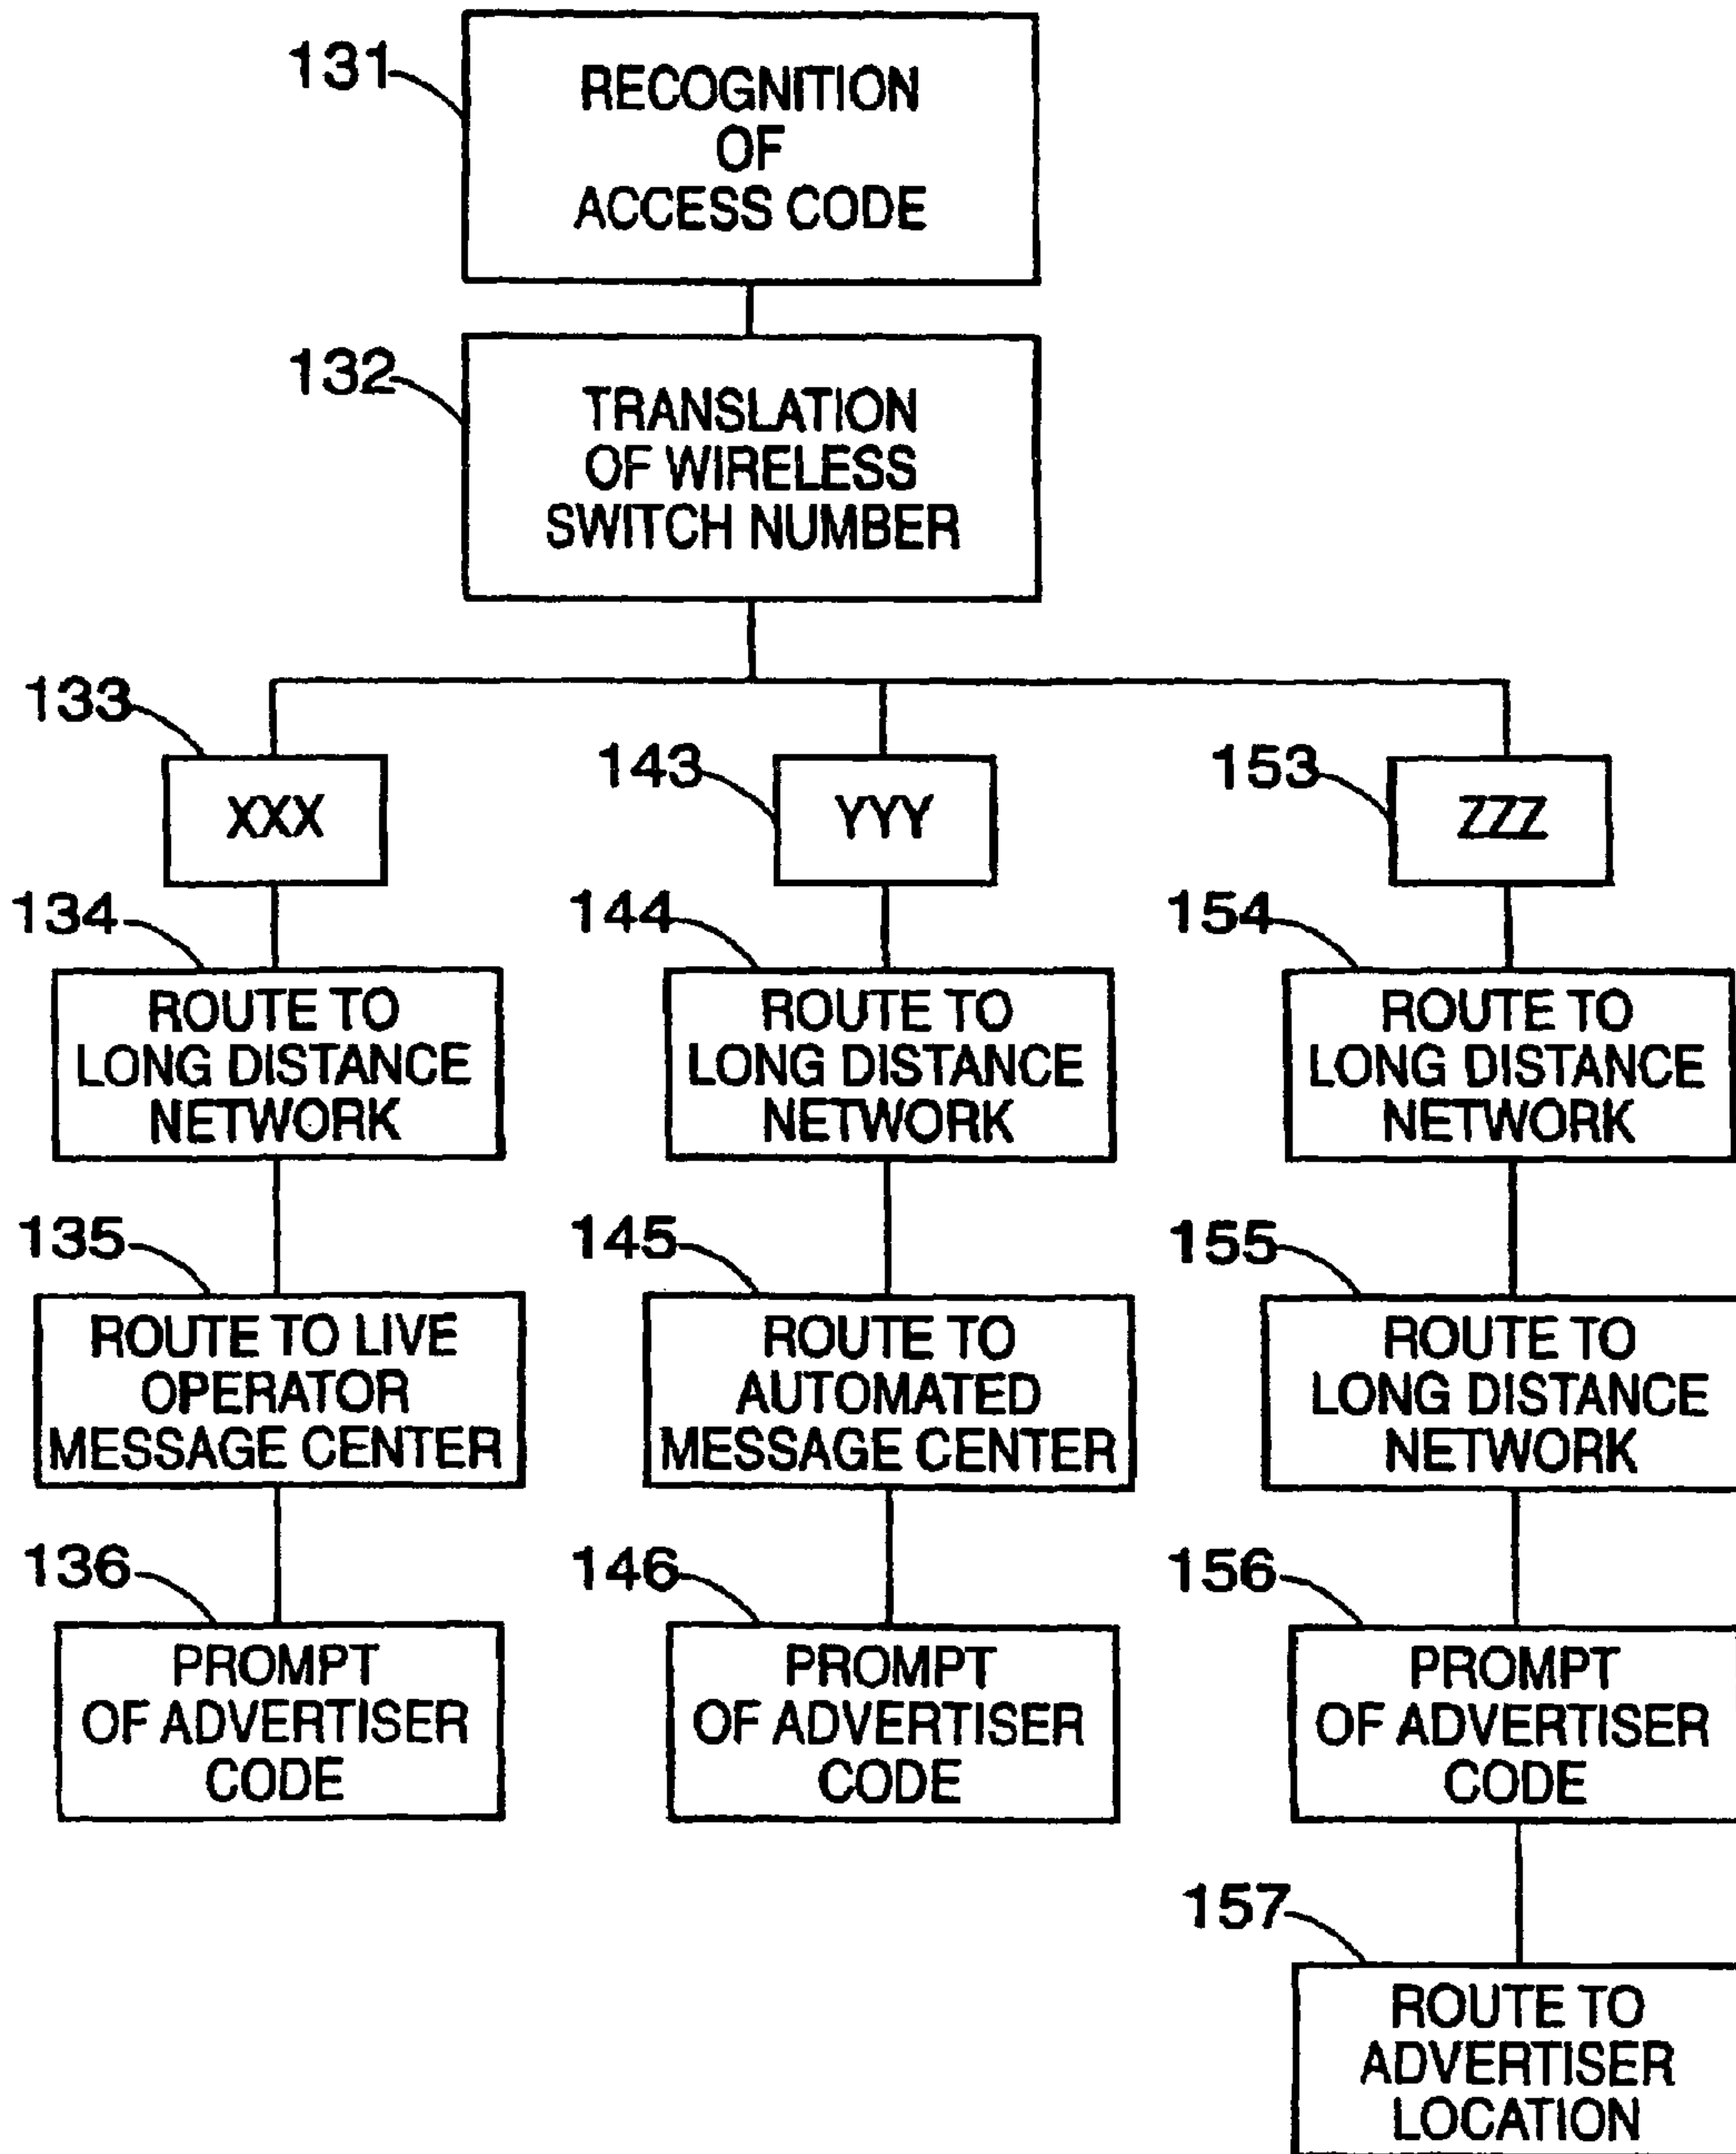 131
RECOGNITION
OF
ACCESS CODE
132
TRANSLATION
OF WIRELESS
SWITCH NUMBER
133
XXX
143
YYY
153
ZZZ
134
ROUTE TO
LONG DISTANCE
NETWORK
144
ROUTE TO
LONG DISTANCE
NETWORK
154
ROUTE TO
LONG DISTANCE
NETWORK
135
ROUTE TO LIVE
OPERATOR
MESSAGE CENTER
145
ROUTE TO
AUTOMATED
MESSAGE CENTER
155
ROUTE TO
LONG DISTANCE
NETWORK
136
PROMPT
OF ADVERTISER
CODE
146
PROMPT
OF ADVERTISER
CODE
156
PROMPT
OF ADVERTISER
CODE
157
ROUTE TO
ADVERTISER
LOCATION